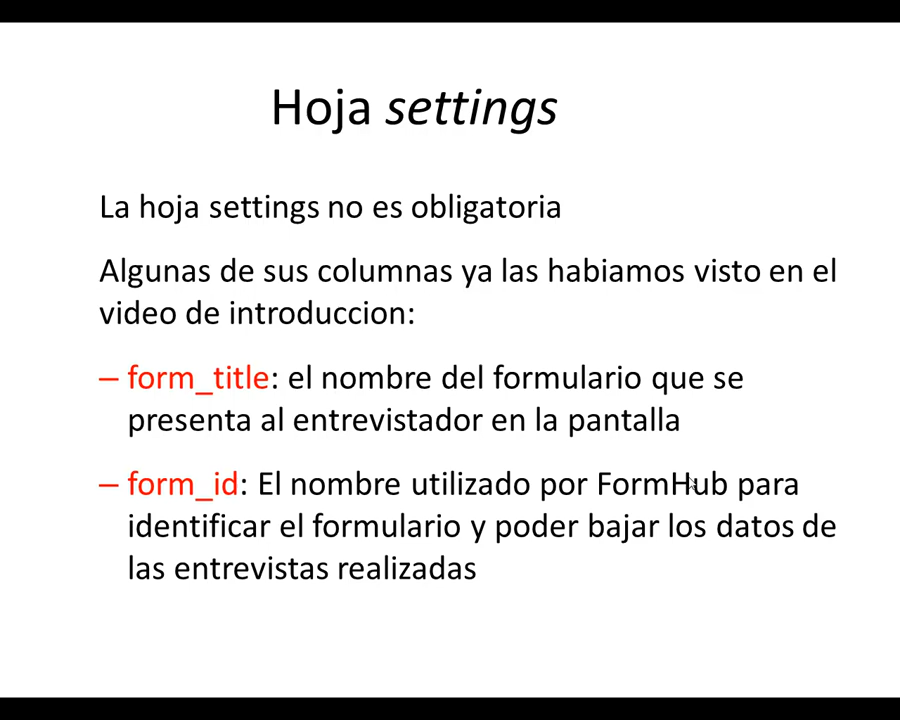 Hoja settings
La hoja settings no es obligatoria
Algunas de sus columnas ya las habiamos visto en el
video de introduccion:
– form_title: el nombre del formulario que se
presenta al entrevistador en la pantalla
– form_id: El nombre utilizado por FormHub para
identificar el formulario y poder bajar los datos de
las entrevistas realizadas